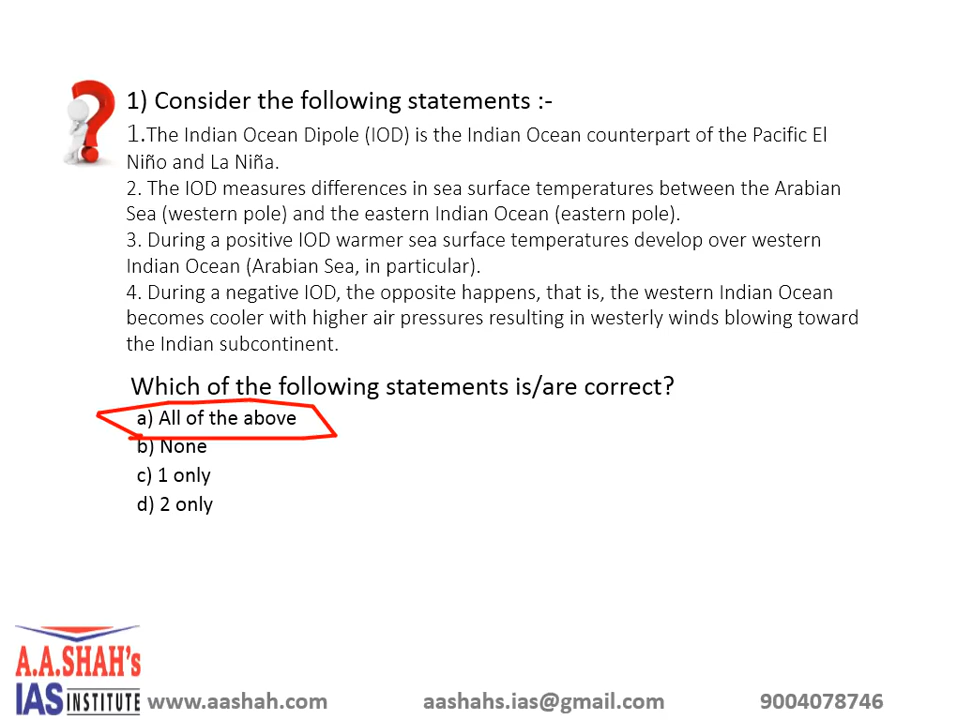 1) Consider the following statements :-
1.The Indian Ocean Dipole (IOD) is the Indian Ocean counterpart of the Pacific El
Niño and La Niña.
2. The IOD measures differences in sea surface temperatures between the Arabian
Sea (western pole) and the eastern Indian Ocean (eastern pole).
3. During a positive IOD warmer sea surface temperatures develop over western
Indian Ocean (Arabian Sea, in particular).
4. During a negative IOD, the opposite happens, that is, the western Indian Ocean
becomes cooler with higher air pressures resulting in westerly winds blowing toward
the Indian subcontinent.
Which of the following statements is/are correct?
a) All of the above
b) None
c) 1 only
d) 2 only
A.A.SHAH's
IAS INSTITUTE www.aashah.com aashahs.ias@gmail.com 9004078746